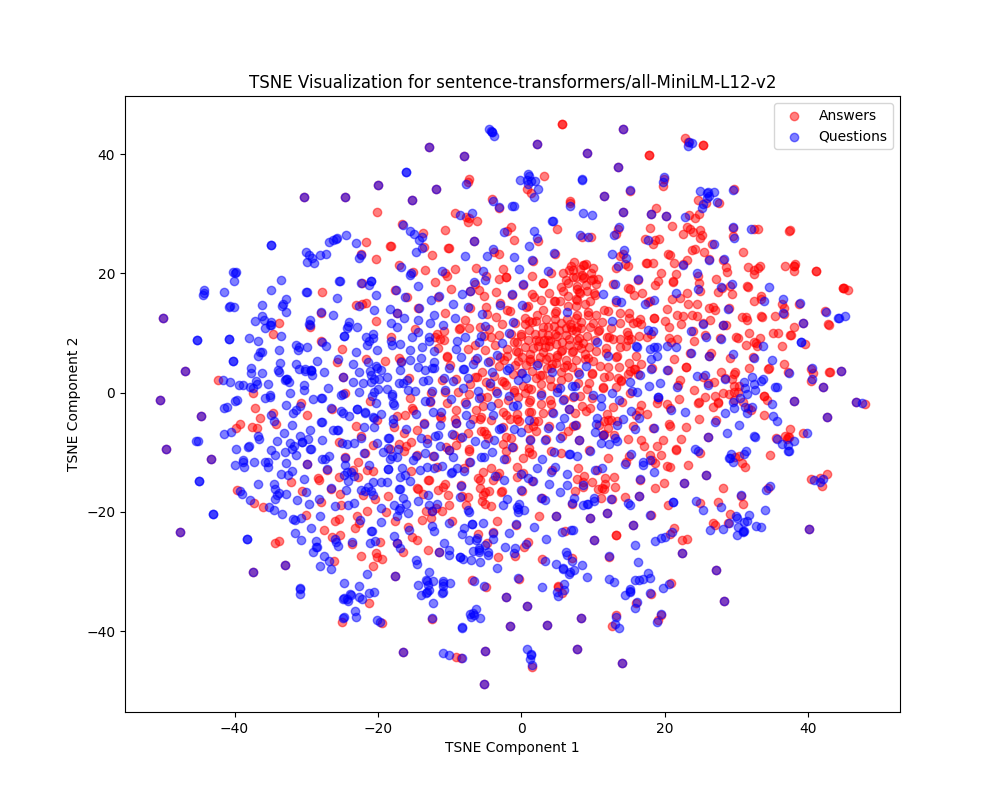 TSNE Visualization for sentence-transformers/all-MiniLM-L12-v2
Answers
Questions
40
20
0
−20
−40
TSNE Component 2
−40
−20
0
20
40
TSNE Component 1